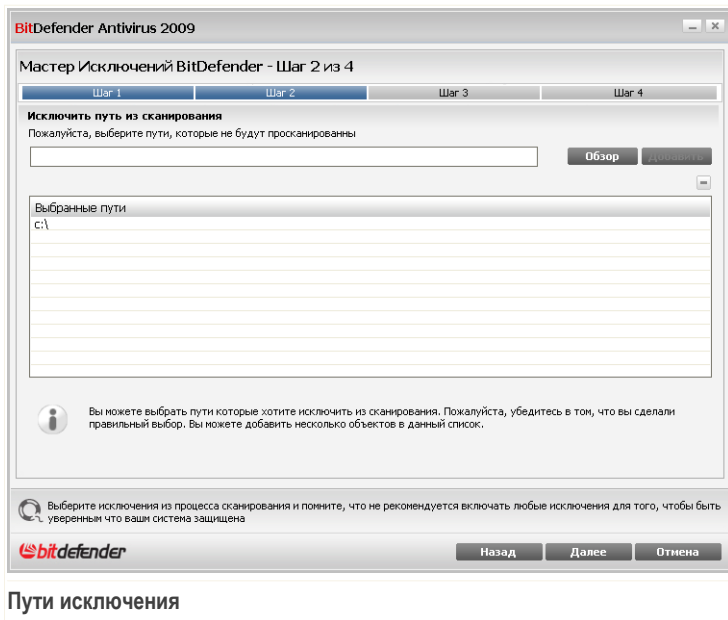 BitDefender Antivirus 2009
Мастер Исключений BitDefender - Шаг 2 из 4
Шаг 1 Шаг 2 Шаг 3 Шаг 4
Исключить путь из сканирования
Пожалуйста, выберите пути, которые не будут просканированны
Обзор Добавить
Выбранные пути
c:\
Вы можете выбрать пути которые хотите исключить из сканирования. Пожалуйста, убедитесь в том, что вы сделали
правильный выбор. Вы можете добавить несколько объектов в данный список.
Выберите исключения из процесса сканирования и помните, что не рекомендуется включать любые исключения для того, чтобы быть
уверенным что ваши система защищена
bitdefender
Назад Далее Отмена
Пути исключения